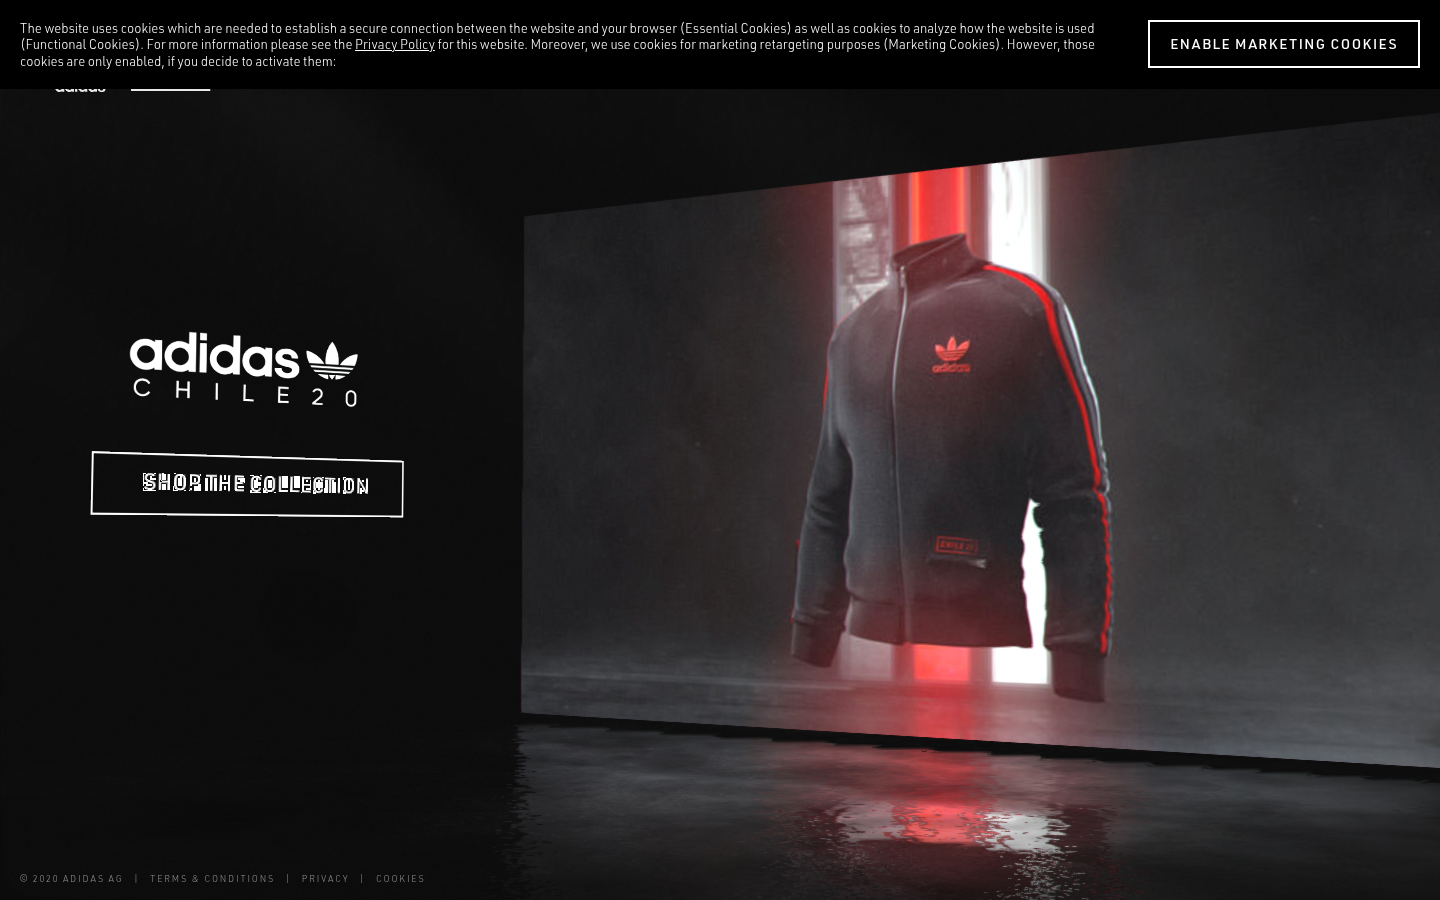 The website uses cookies which are needed to establish a secure connection between the website and your browser (Essential Cookies) as well as cookies to analyze how the website is used
(Functional Cookies). For more information please see the Privacy Policy for this website. Moreover, we use cookies for marketing retargeting purposes (Marketing Cookies). However, those
cookies are only enabled, if you decide to activate them:
ENABLE MARKETING COOKIES
adidas
adidas
CHILE20
SHOP THE COLLECTION
adidas
CHILE 20
© 2020 ADIDAS AG | TERMS & CONDITIONS | PRIVACY | COOKIES